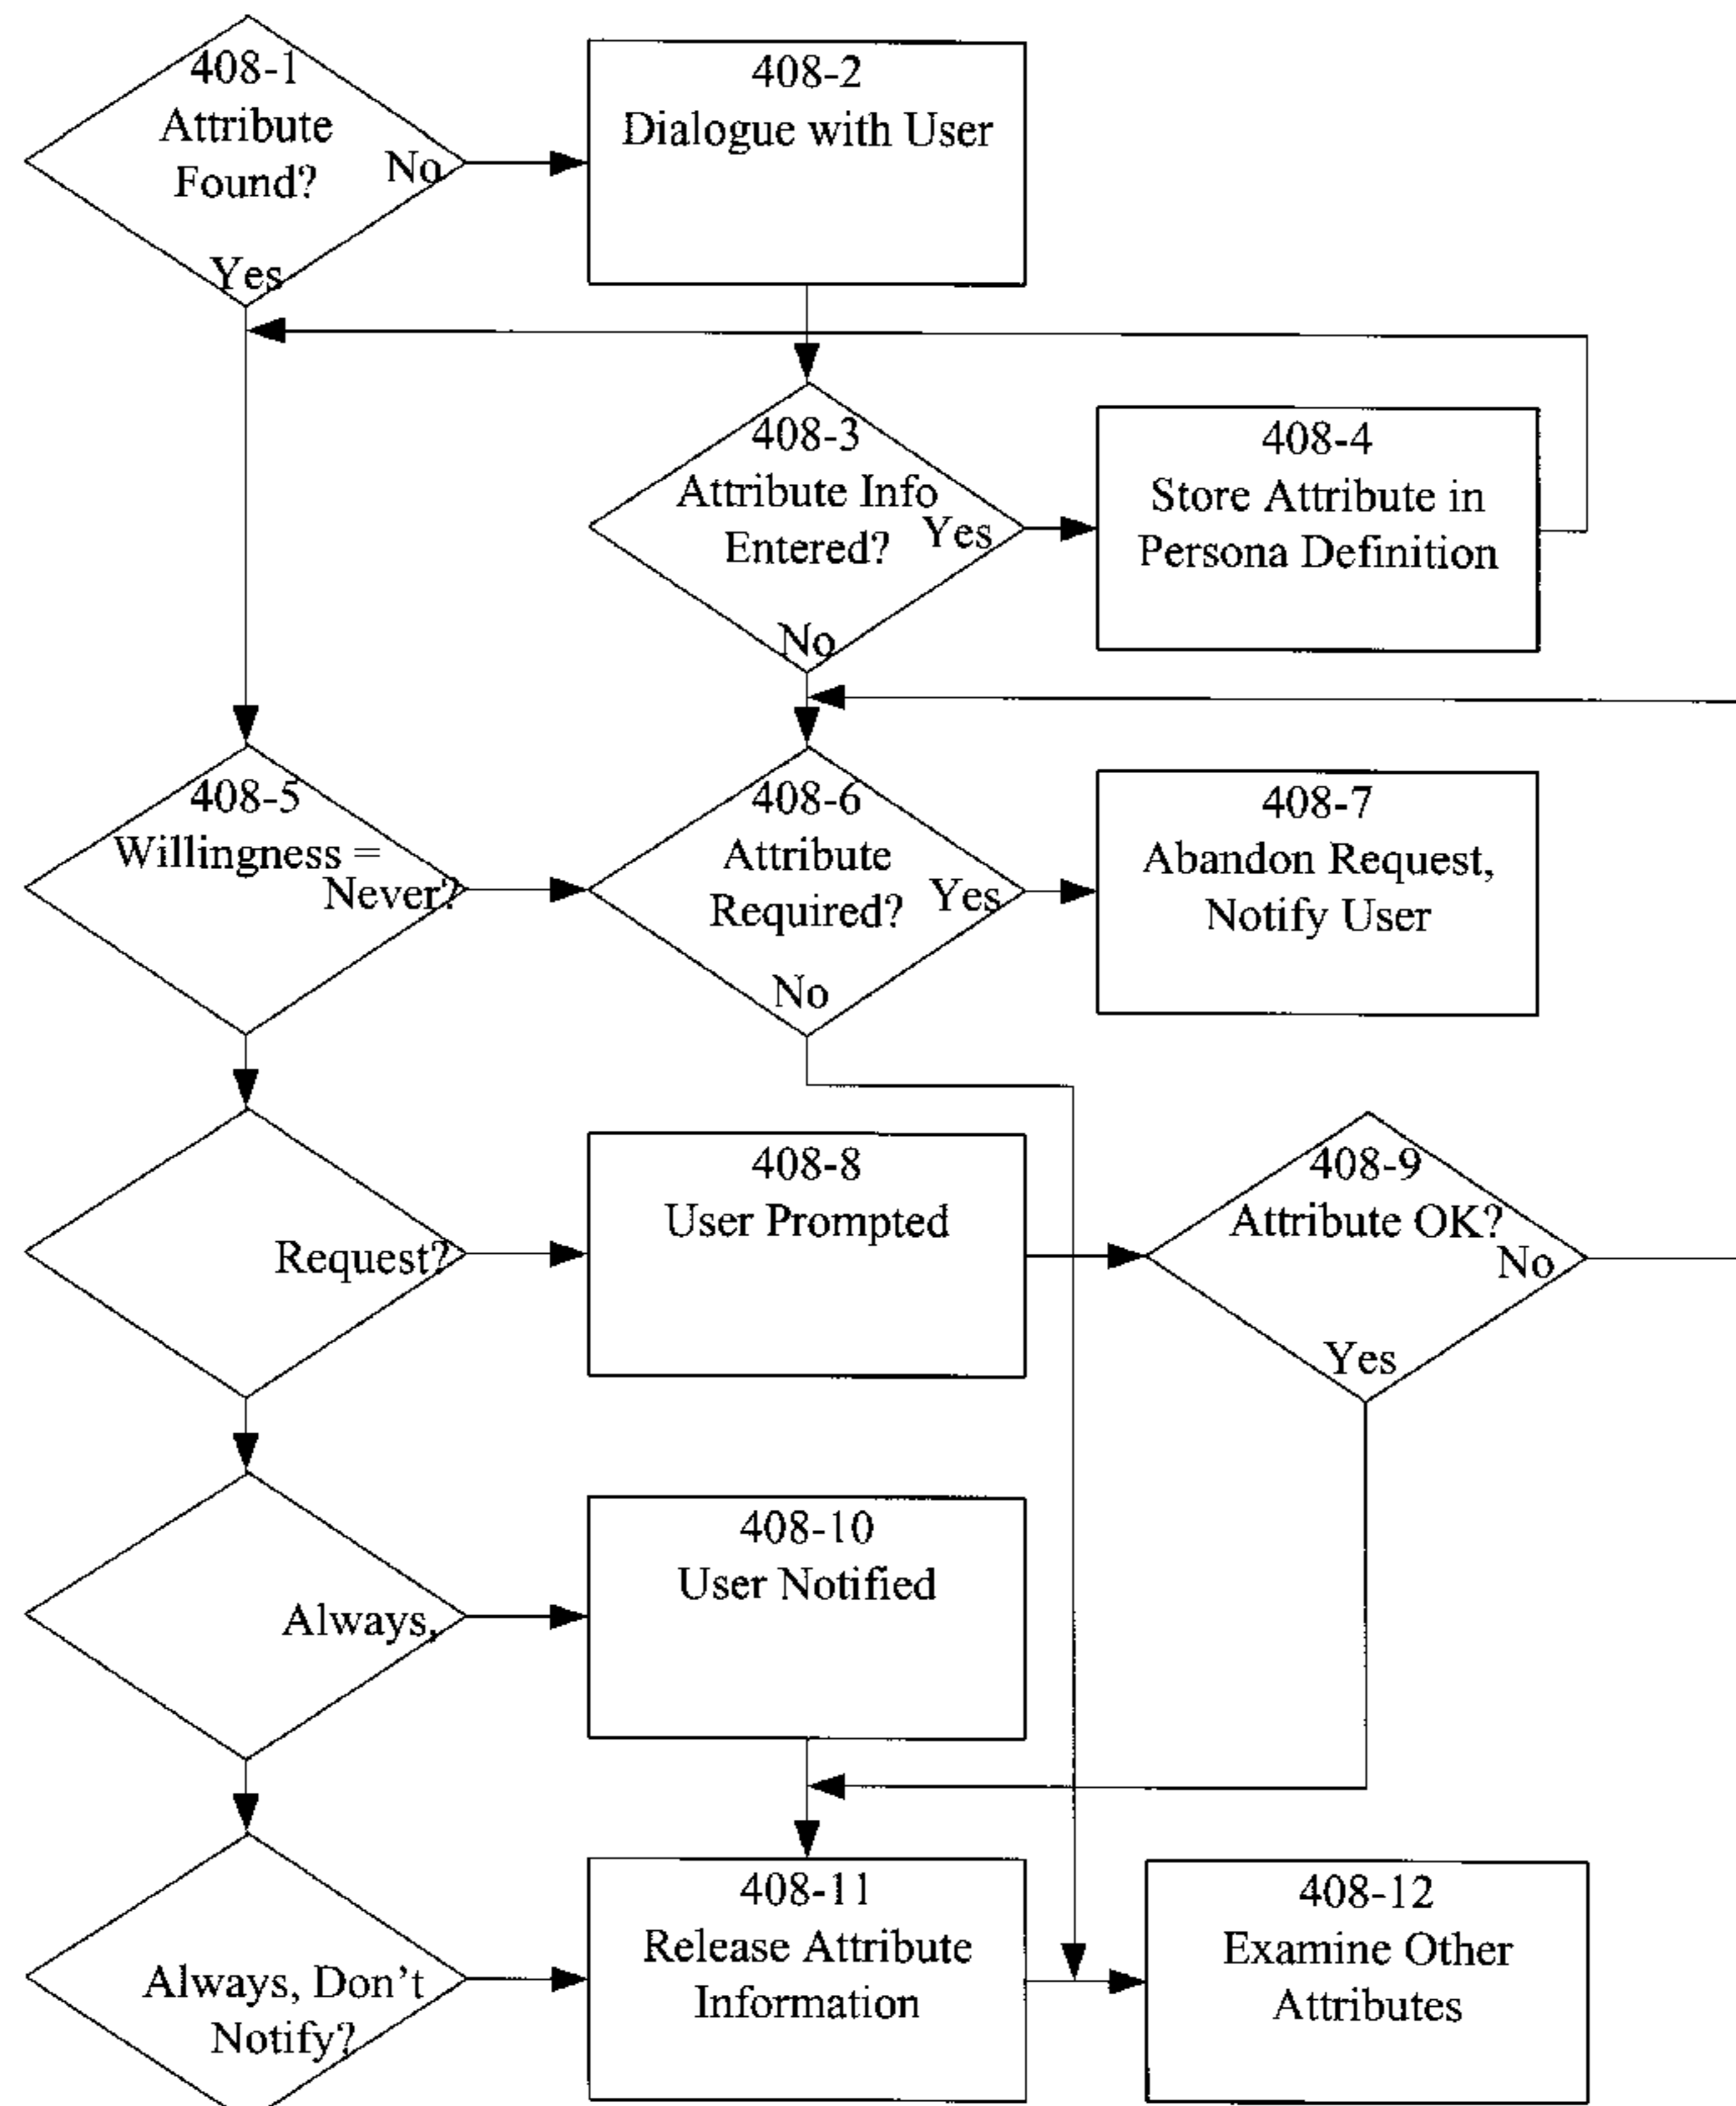 408-1
Attribute
Found?
No
Yes
408-2
Dialogue with User
408-3
Attribute Info
Entered?
Yes
No
408-4
Store Attribute in
Persona Definition
408-5
Willingness =
Never?
408-6
Attribute
Required?
Yes
No
408-7
Abandon Request,
Notify User
Request?
408-8
User Prompted
408-9
Attribute OK?
No
Yes
Always,
408-10
User Notified
Always, Don't
Notify?
408-11
Release Attribute
Information
408-12
Examine Other
Attributes